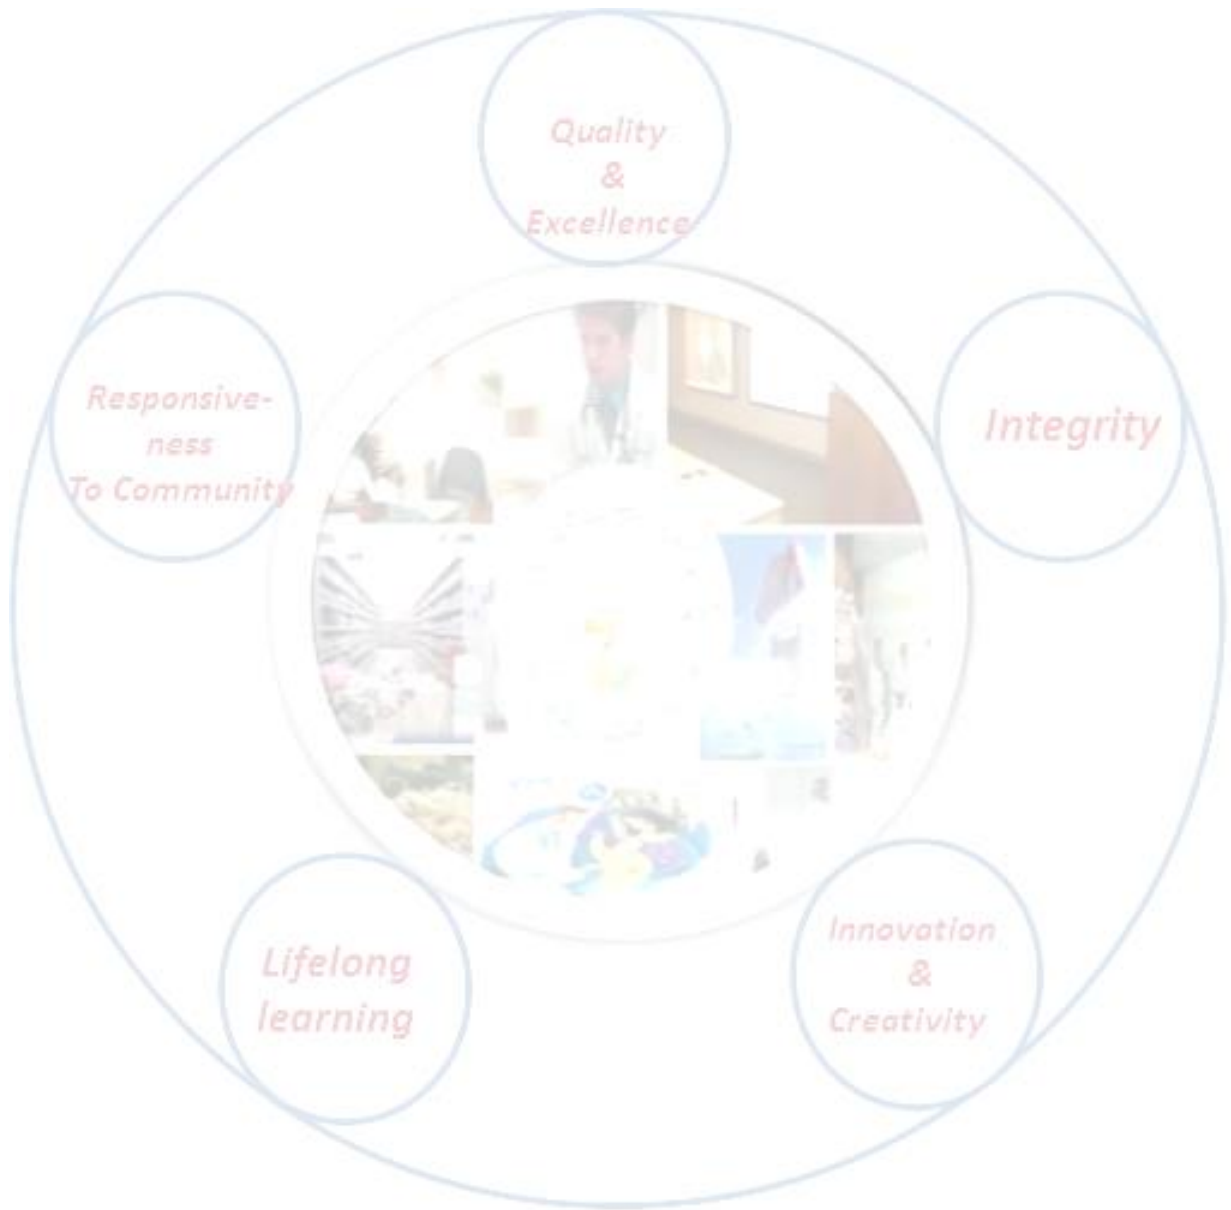 Quality
&
Excellence
Responsive-
ness
To Community
Integrity
Lifelong
learning
Innovation
&
Creativity